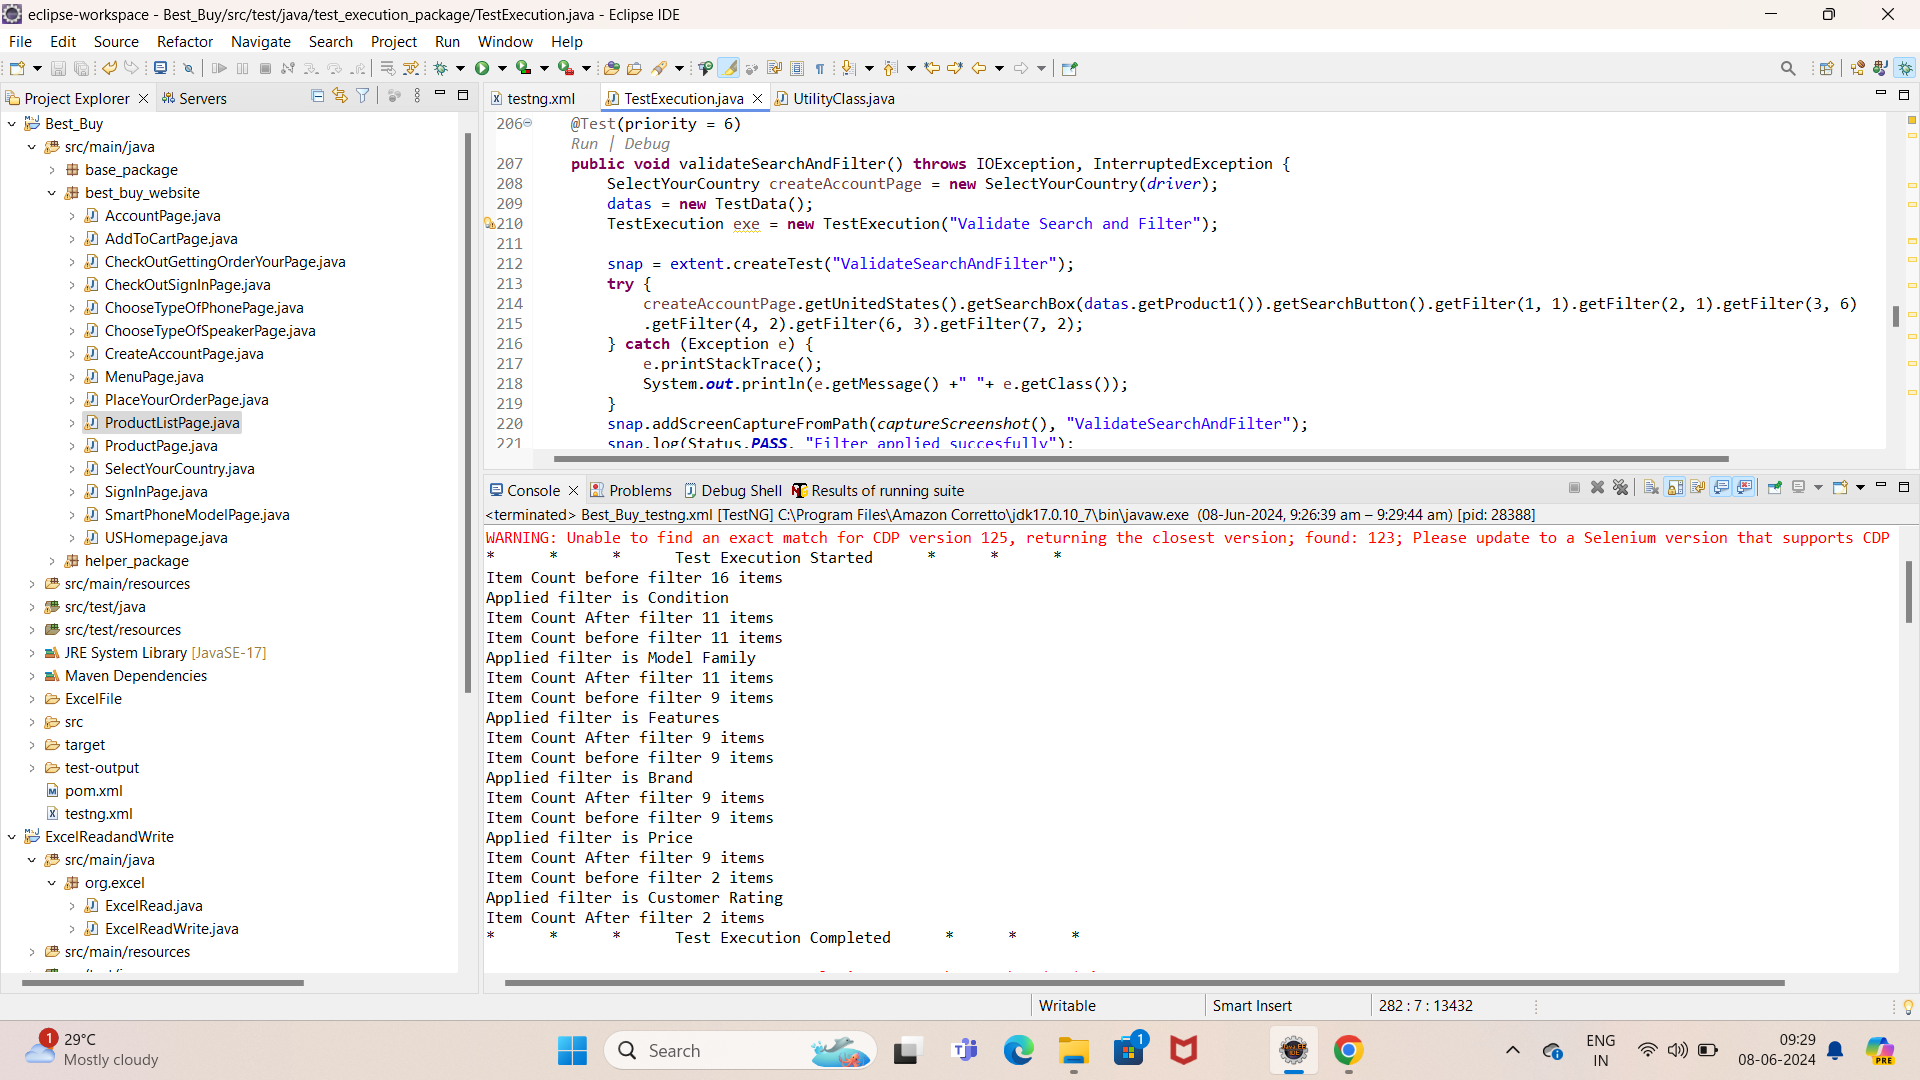 eclipse-workspace - Best_Buy/src/test/java/test_execution_package/TestExecution.java - Eclipse IDE
File Edit Source Refactor Navigate Search Project Run Window Help
Project Explorer
Servers
Best_Buy
src/main/java
base_package
best_buy_website
AccountPage.java
AddToCartPage.java
CheckOutGettingOrderYourPage.java
CheckOutSignInPage.java
ChooseTypeOfPhonePage.java
ChooseTypeOfSpeakerPage.java
CreateAccountPage.java
MenuPage.java
PlaceYourOrderPage.java
ProductListPage.java
ProductPage.java
SelectYourCountry.java
SignInPage.java
SmartPhoneModelPage.java
USHomepage.java
helper_package
src/main/resources
src/test/java
src/test/resources
JRE System Library [JavaSE-17]
Maven Dependencies
ExcelFile
src
target
test-output
pom.xml
testng.xml
ExcelReadandWrite
src/main/java
org.excel
ExcelRead.java
ExcelReadWrite.java
src/main/resources
testng.xml
TestExecution.java
UtilityClass.java
206 @Test(priority = 6)
Run | Debug
207 public void validateSearchAndFilter() throws IOException, InterruptedException {
208 SelectYourCountry createAccountPage = new SelectYourCountry(driver);
209 datas = new TestData();
210 TestExecution exe = new TestExecution("Validate Search and Filter");
211
212 snap = extent.createTest("ValidateSearchAndFilter");
213 try {
214 createAccountPage.getUnitedStates().getSearchBox(datas.getProduct1()).getSearchButton().getFilter(1, 1).getFilter(2, 1).getFilter(3, 6)
215 .getFilter(4, 2).getFilter(6, 3).getFilter(7, 2);
216 } catch (Exception e) {
217 e.printStackTrace();
218 System.out.println(e.getMessage() +" "+ e.getClass());
219 }
220 snap.addScreenCaptureFromPath(captureScreenshot(), "ValidateSearchAndFilter");
221 snap.log(Status.PASS, "Filter applied succesfully");
Console
Problems
Debug Shell
Results of running suite
<terminated> Best_Buy_testng.xml [TestNG] C:\Program Files\Amazon Corretto\jdk17.0.10_7\bin\javaw.exe (08-Jun-2024, 9:26:39 am – 9:29:44 am) [pid: 28388]
WARNING: Unable to find an exact match for CDP version 125, returning the closest version; found: 123; Please update to a Selenium version that supports CDP
* * * Test Execution Started * * *
Item Count before filter 16 items
Applied filter is Condition
Item Count After filter 11 items
Item Count before filter 11 items
Applied filter is Model Family
Item Count After filter 11 items
Item Count before filter 9 items
Applied filter is Features
Item Count After filter 9 items
Item Count before filter 9 items
Applied filter is Brand
Item Count After filter 9 items
Item Count before filter 9 items
Applied filter is Price
Item Count After filter 9 items
Item Count before filter 2 items
Applied filter is Customer Rating
Item Count After filter 2 items
* * * Test Execution Completed * * *
Writable
Smart Insert
282 : 7 : 13432
1
29°C
Mostly cloudy
Search
1
ENG
IN
09:29
08-06-2024
PRE